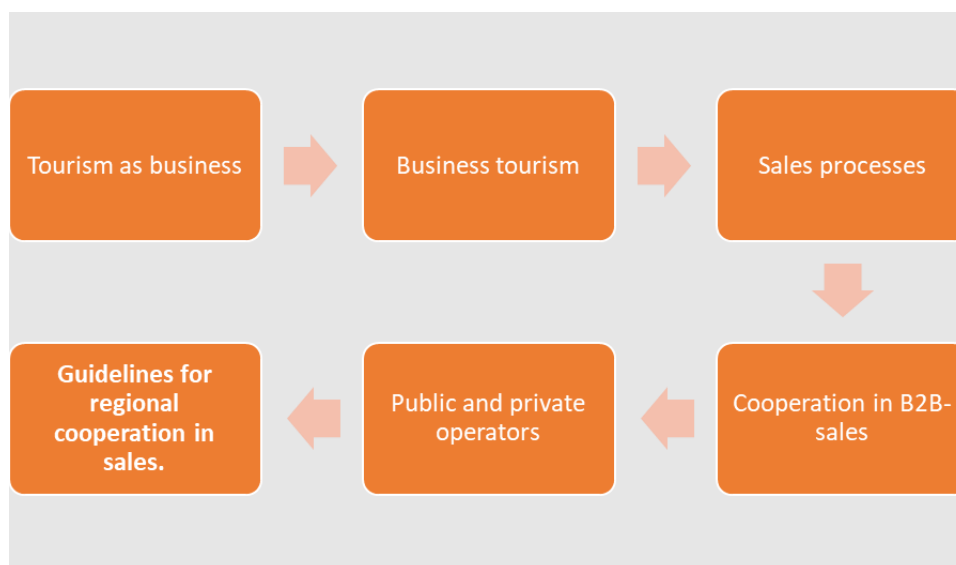 Tourism as business
Business tourism
Sales processes
Cooperation in B2B-
sales
Public and private
operators
Guidelines for
regional
cooperation in
sales.